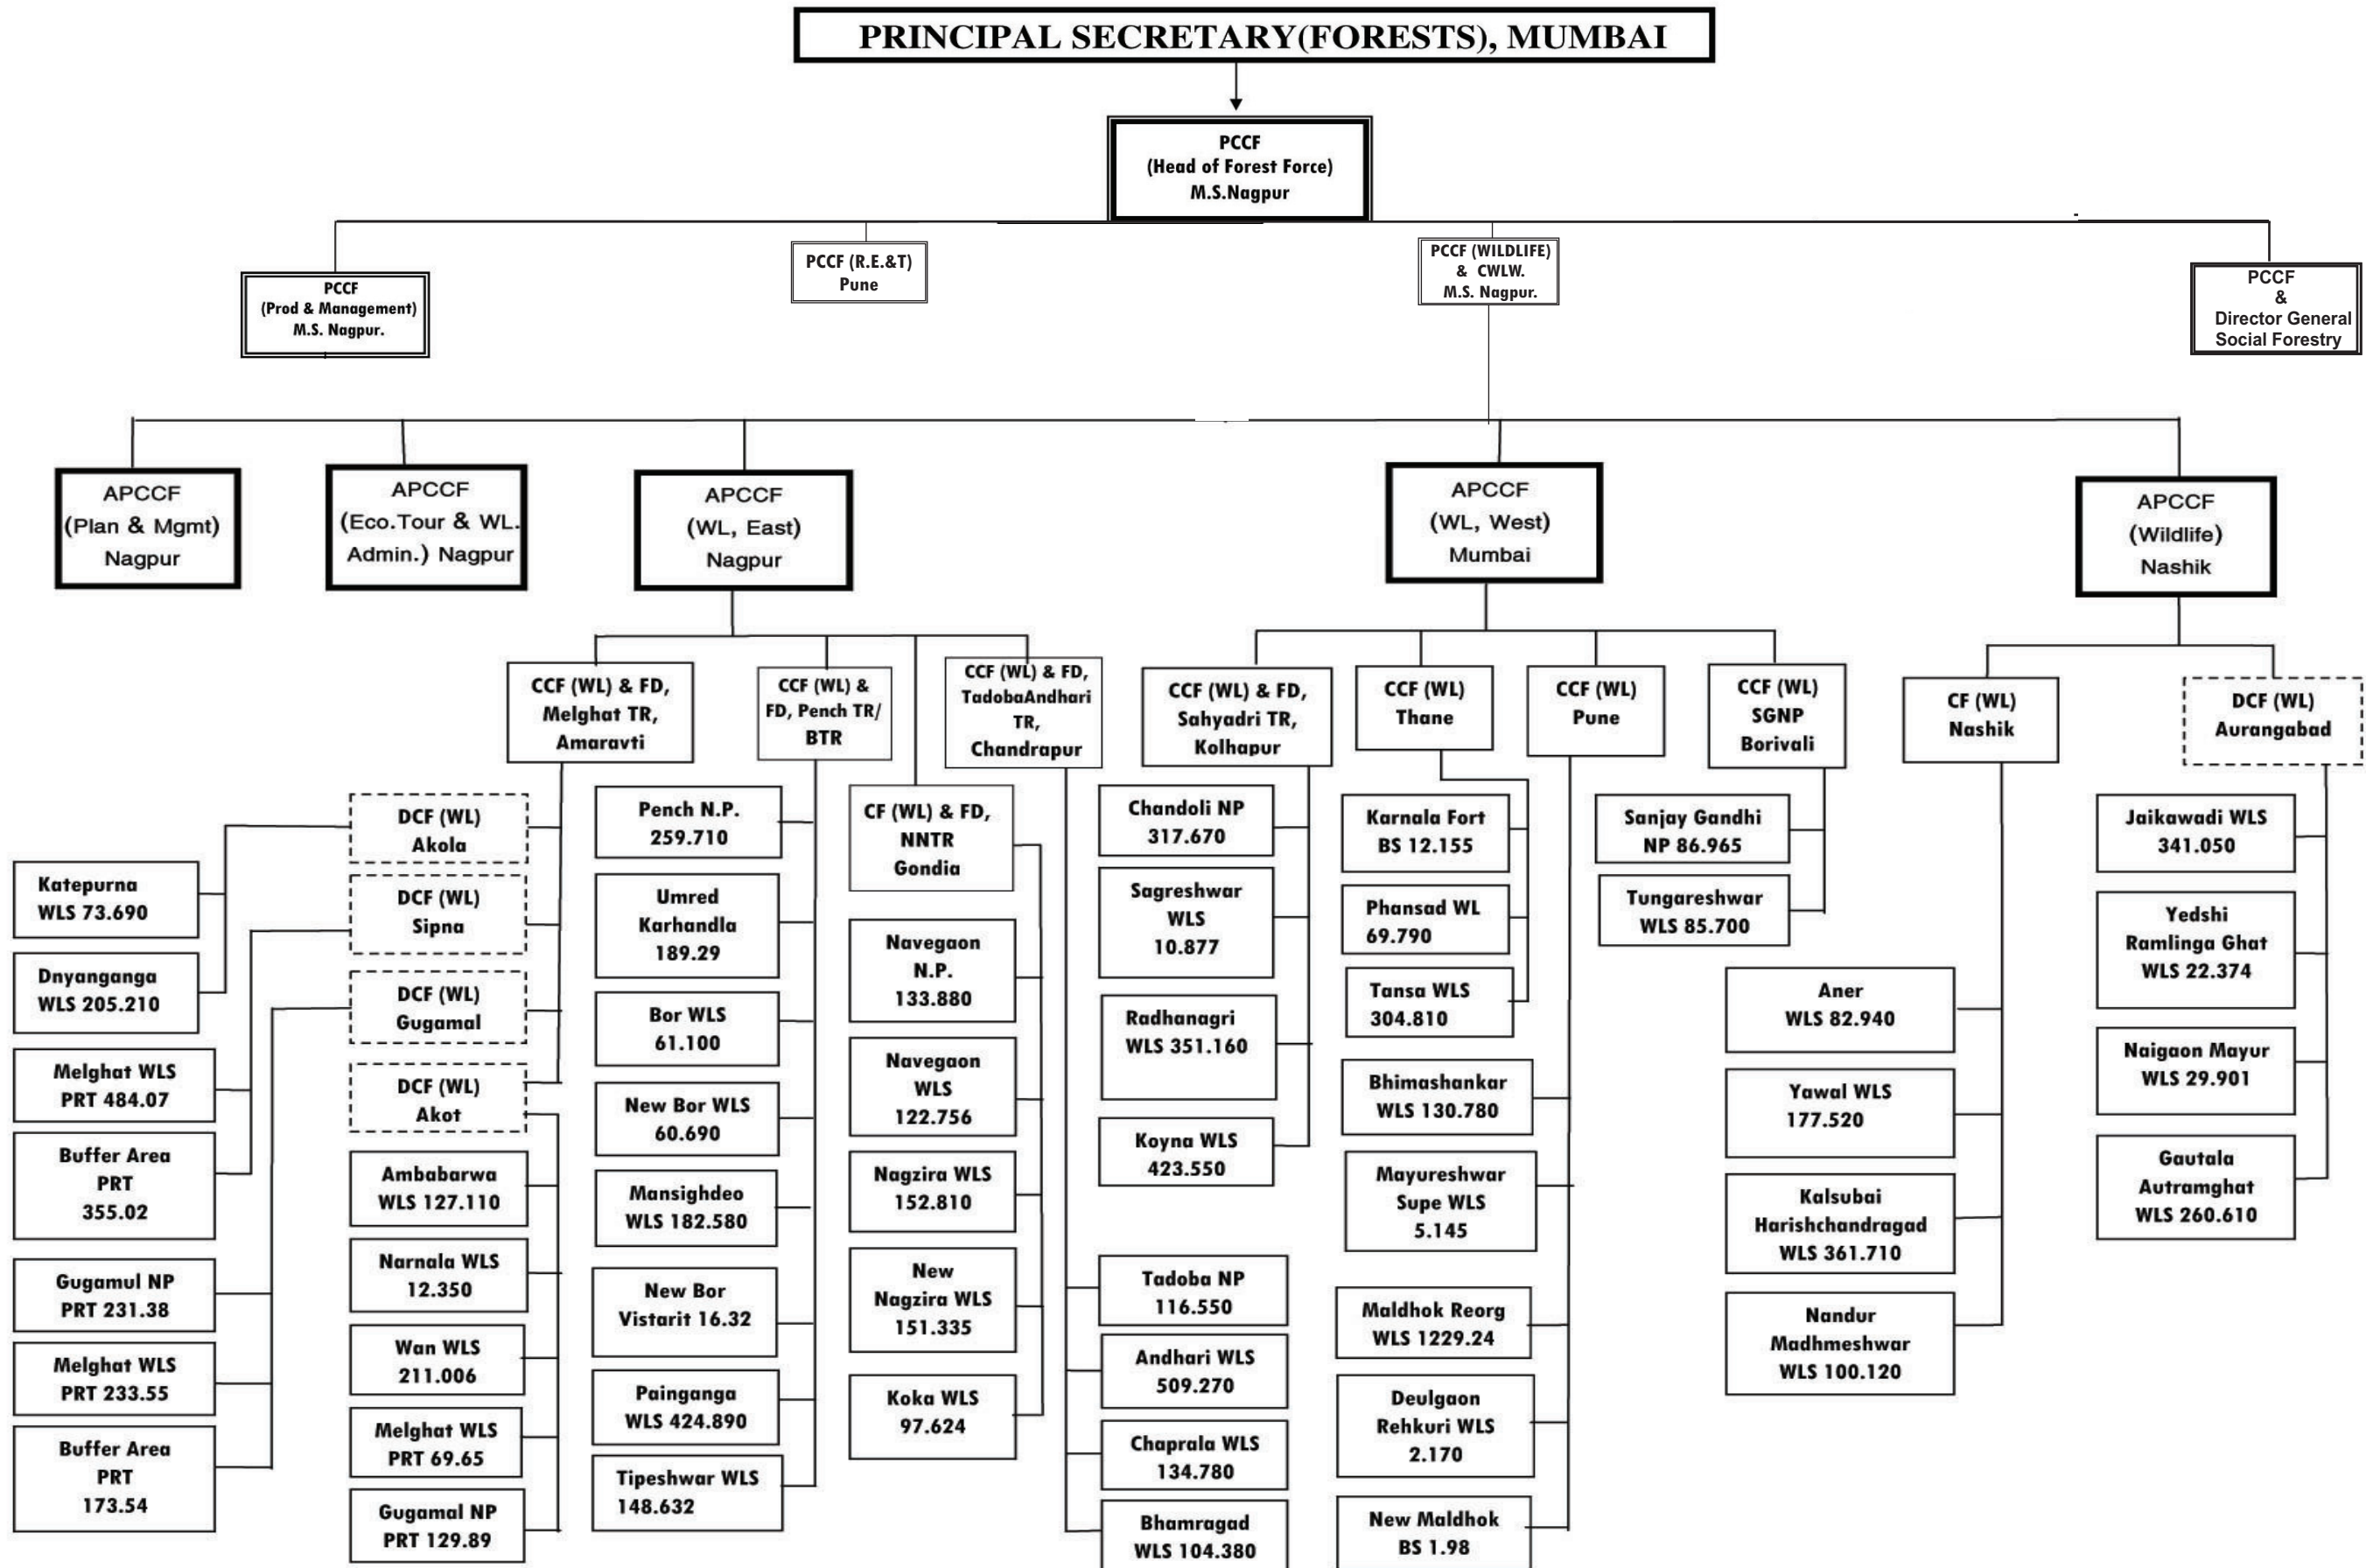 PRINCIPAL SECRETARY(FORESTS), MUMBAI
PCCF
(Head of Forest Force)
M.S.Nagpur
PCCF
(Prod & Management)
M.S. Nagpur.
PCCF (R.E.&T)
Pune
PCCF (WILDLIFE)
& CWLW.
M.S. Nagpur.
PCCF
&
Director General
Social Forestry
APCCF
(Plan & Mgmt)
Nagpur
APCCF
(Eco.Tour & WL.
Admin.) Nagpur
APCCF
(WL, East)
Nagpur
APCCF
(WL, West)
Mumbai
APCCF
(Wildlife)
Nashik
CCF (WL) & FD,
Melghat TR,
Amaravti
CCF (WL) &
FD, Pench TR/
BTR
CCF (WL) & FD,
TadobaAndhari
TR,
Chandrapur
CCF (WL) & FD,
Sahyadri TR,
Kolhapur
CCF (WL)
Thane
CCF (WL)
Pune
CCF (WL)
SGNP
Borivali
CF (WL)
Nashik
DCF (WL)
Aurangabad
Katepurna
WLS 73.690
Dnyanganga
WLS 205.210
Melghat WLS
PRT 484.07
Buffer Area
PRT
355.02
Gugamul NP
PRT 231.38
Melghat WLS
PRT 233.55
Buffer Area
PRT
173.54
DCF (WL)
Akola
DCF (WL)
Sipna
DCF (WL)
Gugamal
DCF (WL)
Akot
Ambabarwa
WLS 127.110
Narnala WLS
12.350
Wan WLS
211.006
Melghat WLS
PRT 69.65
Gugamal NP
PRT 129.89
Pench N.P.
259.710
Umred
Karhandla
189.29
Bor WLS
61.100
New Bor WLS
60.690
Mansighdeo
WLS 182.580
New Bor
Vistarit 16.32
Painganga
WLS 424.890
Tipeshwar WLS
148.632
CF (WL) & FD,
NNTR
Gondia
Navegaon
N.P.
133.880
Navegaon
WLS
122.756
Nagzira WLS
152.810
New
Nagzira WLS
151.335
Koka WLS
97.624
Chandoli NP
317.670
Sagreshwar
WLS
10.877
Radhanagri
WLS 351.160
Koyna WLS
423.550
Tadoba NP
116.550
Andhari WLS
509.270
Chaprala WLS
134.780
Bhamragad
WLS 104.380
Karnala Fort
BS 12.155
Phansad WL
69.790
Tansa WLS
304.810
Bhimashankar
WLS 130.780
Mayureshwar
Supe WLS
5.145
Maldhok Reorg
WLS 1229.24
Deulgaon
Rehkuri WLS
2.170
New Maldhok
BS 1.98
Sanjay Gandhi
NP 86.965
Tungareshwar
WLS 85.700
Aner
WLS 82.940
Yawal WLS
177.520
Kalsubai
Harishchandragad
WLS 361.710
Nandur
Madhmeshwar
WLS 100.120
Jaikawadi WLS
341.050
Yedshi
Ramlinga Ghat
WLS 22.374
Naigaon Mayur
WLS 29.901
Gautala
Autramghat
WLS 260.610